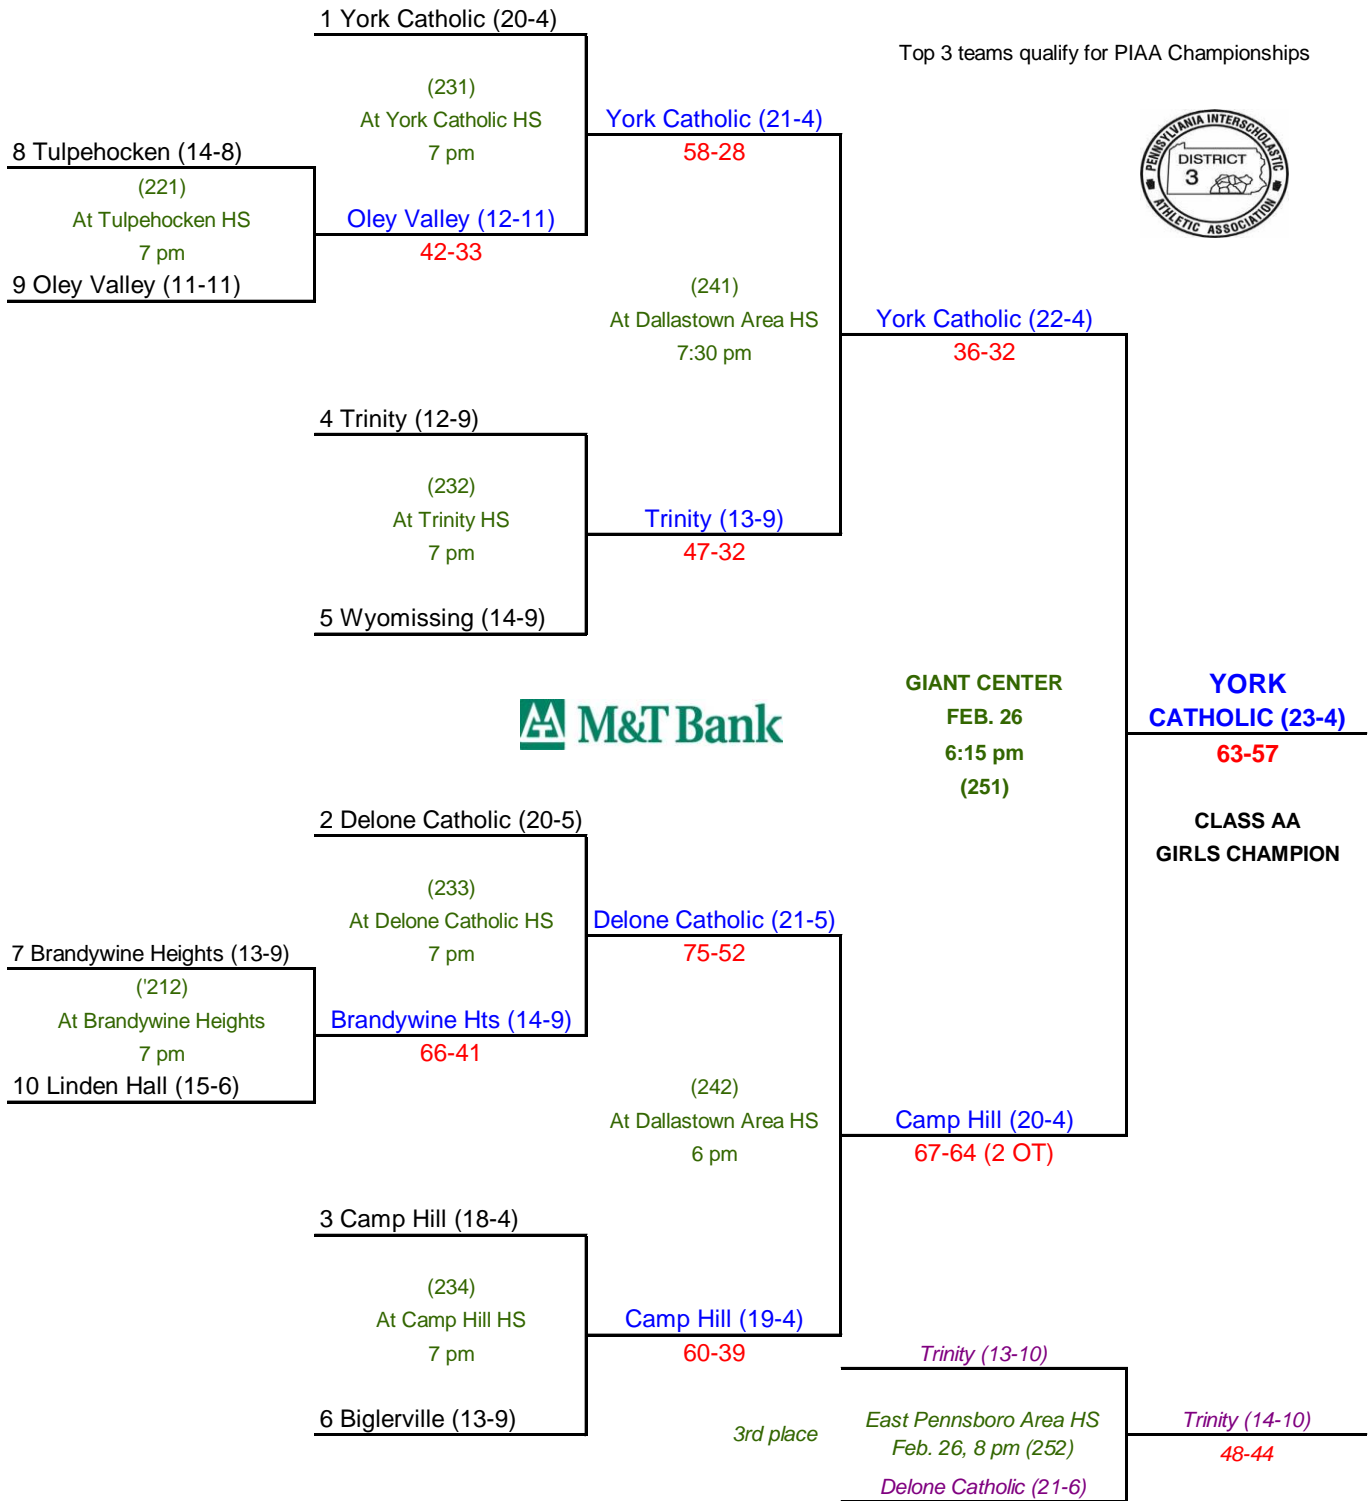 1 York Catholic (20-4)
Top 3 teams qualify for PIAA Championships
(231)
At York Catholic HS
7 pm
York Catholic (21-4)
58-28
PENNSYLVANIA INTERSCHOLASTIC
DISTRICT
3
ATHLETIC ASSOCIATION
8 Tulpehocken (14-8)
(221)
At Tulpehocken HS
7 pm
Oley Valley (12-11)
42-33
9 Oley Valley (11-11)
(241)
At Dallastown Area HS
7:30 pm
York Catholic (22-4)
36-32
4 Trinity (12-9)
(232)
At Trinity HS
7 pm
Trinity (13-9)
47-32
5 Wyomissing (14-9)
M&T Bank
GIANT CENTER
FEB. 26
6:15 pm
(251)
YORK
CATHOLIC (23-4)
63-57
CLASS AA
GIRLS CHAMPION
2 Delone Catholic (20-5)
(233)
At Delone Catholic HS
7 pm
Delone Catholic (21-5)
75-52
7 Brandywine Heights (13-9)
('212)
At Brandywine Heights
7 pm
Brandywine Hts (14-9)
66-41
10 Linden Hall (15-6)
(242)
At Dallastown Area HS
6 pm
Camp Hill (20-4)
67-64 (2 OT)
3 Camp Hill (18-4)
(234)
At Camp Hill HS
7 pm
Camp Hill (19-4)
60-39
6 Biglerville (13-9)
3rd place
Trinity (13-10)
East Pennsboro Area HS
Feb. 26, 8 pm (252)
Delone Catholic (21-6)
Trinity (14-10)
48-44